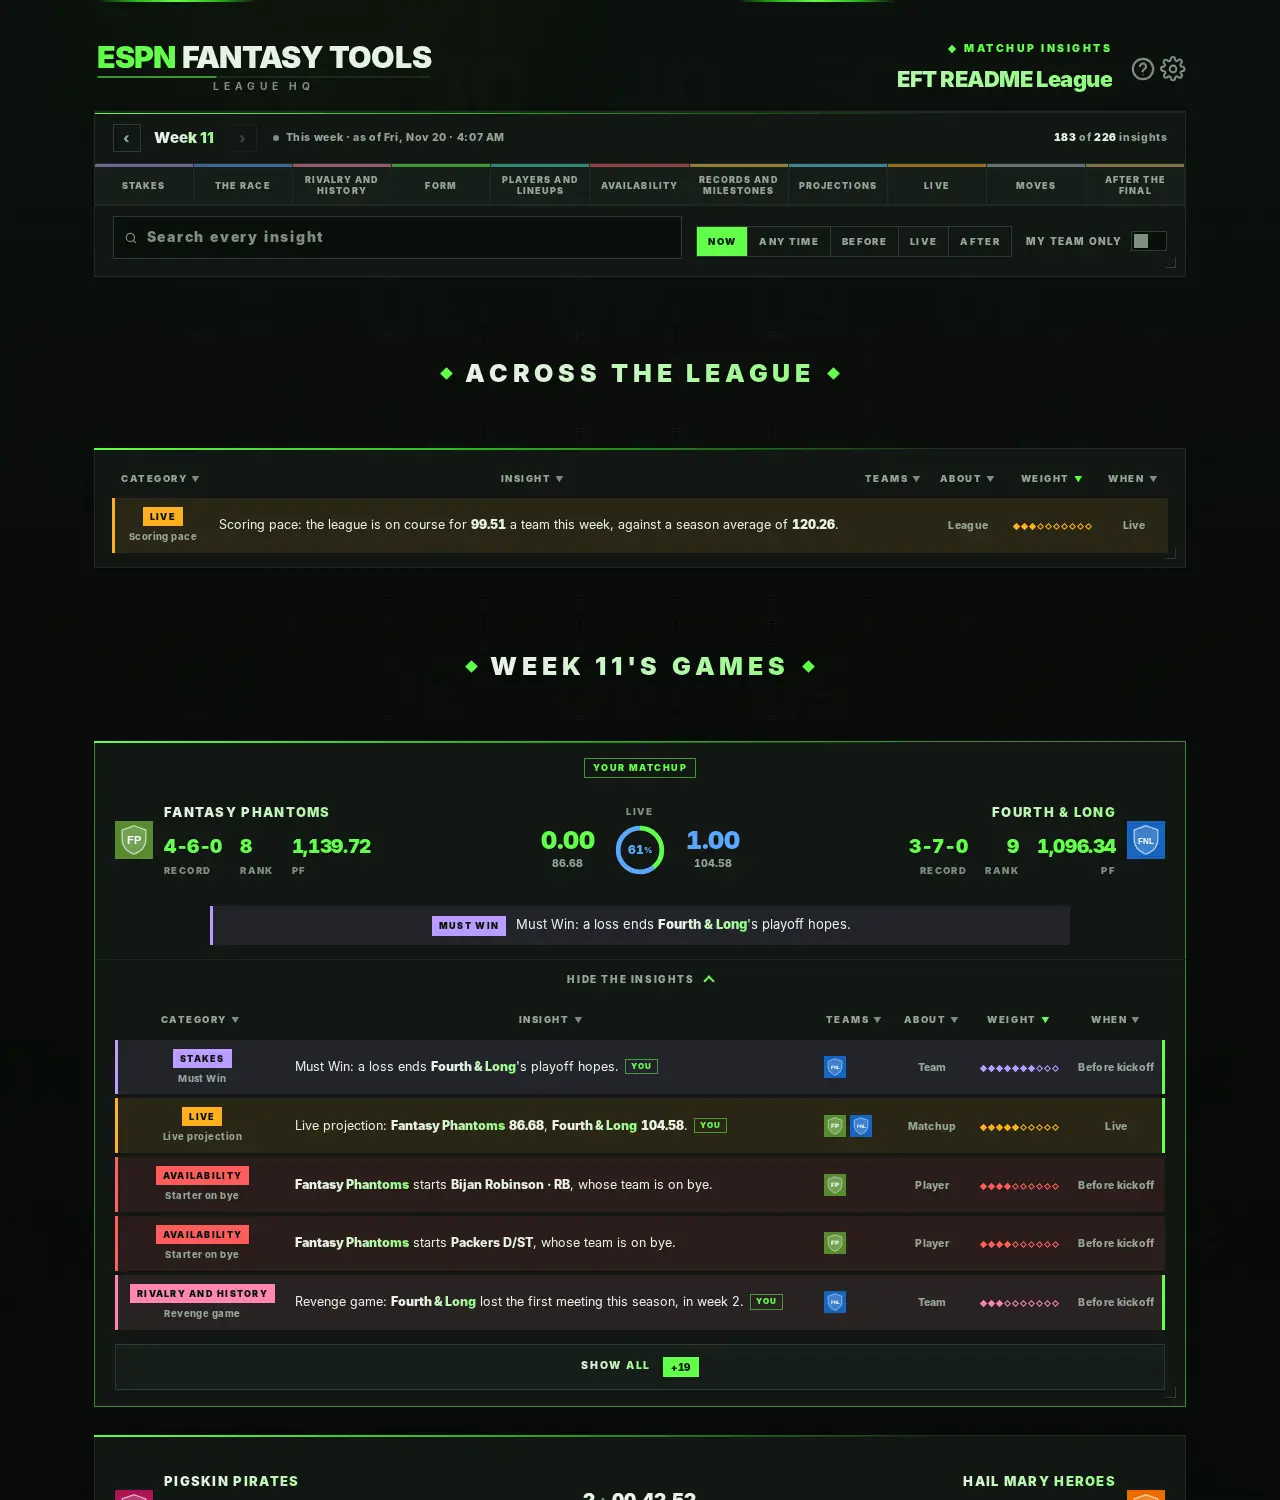 ESPN FANTASY TOOLS
LEAGUE HQ
◆ MATCHUP INSIGHTS
EFT README League
‹ Week 11 ›
This week · as of Fri, Nov 20 · 4:07 AM
183 of 226 insights
STAKES
THE RACE
RIVALRY AND HISTORY
FORM
PLAYERS AND LINEUPS
AVAILABILITY
RECORDS AND MILESTONES
PROJECTIONS
LIVE
MOVES
AFTER THE FINAL
Search every insight
NOW ANY TIME BEFORE LIVE AFTER
MY TEAM ONLY
◆ ACROSS THE LEAGUE ◆
CATEGORY ▼ INSIGHT ▼ TEAMS ▼ ABOUT ▼ WEIGHT ▼ WHEN ▼
LIVE
Scoring pace
Scoring pace: the league is on course for 99.51 a team this week, against a season average of 120.26.
League
Live
◆ WEEK 11'S GAMES ◆
YOUR MATCHUP
FANTASY PHANTOMS
FP
4-6-0 8 1,139.72
RECORD RANK PF
LIVE
0.00 61% 1.00
86.68 104.58
FOURTH & LONG
3-7-0 9 1,096.34
RECORD RANK PF
FNL
MUST WIN Must Win: a loss ends Fourth & Long's playoff hopes.
HIDE THE INSIGHTS
CATEGORY ▼ INSIGHT ▼ TEAMS ▼ ABOUT ▼ WEIGHT ▼ WHEN ▼
STAKES
Must Win
Must Win: a loss ends Fourth & Long's playoff hopes. YOU
FNL
Team
Before kickoff
LIVE
Live projection
Live projection: Fantasy Phantoms 86.68, Fourth & Long 104.58. YOU
FP FNL
Matchup
Live
AVAILABILITY
Starter on bye
Fantasy Phantoms starts Bijan Robinson · RB, whose team is on bye.
FP
Player
Before kickoff
AVAILABILITY
Starter on bye
Fantasy Phantoms starts Packers D/ST, whose team is on bye.
FP
Player
Before kickoff
RIVALRY AND HISTORY
Revenge game
Revenge game: Fourth & Long lost the first meeting this season, in week 2. YOU
FNL
Team
Before kickoff
SHOW ALL +19
PIGSKIN PIRATES
HAIL MARY HEROES